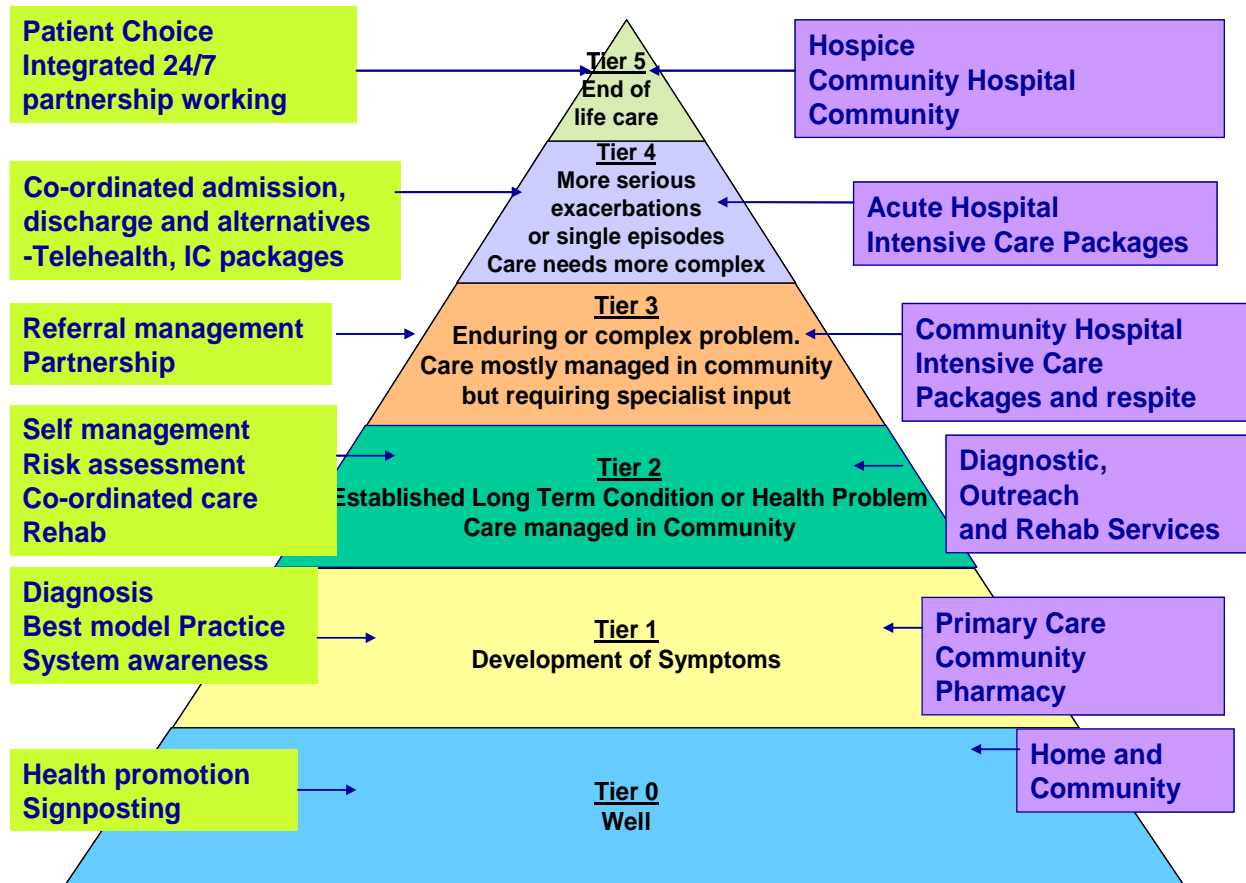 Patient Choice
Integrated 24/7
partnership working
Tier 5
End of
life care
Hospice
Community Hospital
Community
Co-ordinated admission,
discharge and alternatives
-Telehealth, IC packages
Tier 4
More serious
exacerbations
or single episodes
Care needs more complex
Acute Hospital
Intensive Care Packages
Referral management
Partnership
Tier 3
Enduring or complex problem.
Care mostly managed in community
but requiring specialist input
Community Hospital
Intensive Care
Packages and respite
Self management
Risk assessment
Co-ordinated care
Rehab
Tier 2
Established Long Term Condition or Health Problem
Care managed in Community
Diagnostic,
Outreach
and Rehab Services
Diagnosis
Best model Practice
System awareness
Tier 1
Development of Symptoms
Primary Care
Community
Pharmacy
Health promotion
Signposting
Tier 0
Well
Home and
Community